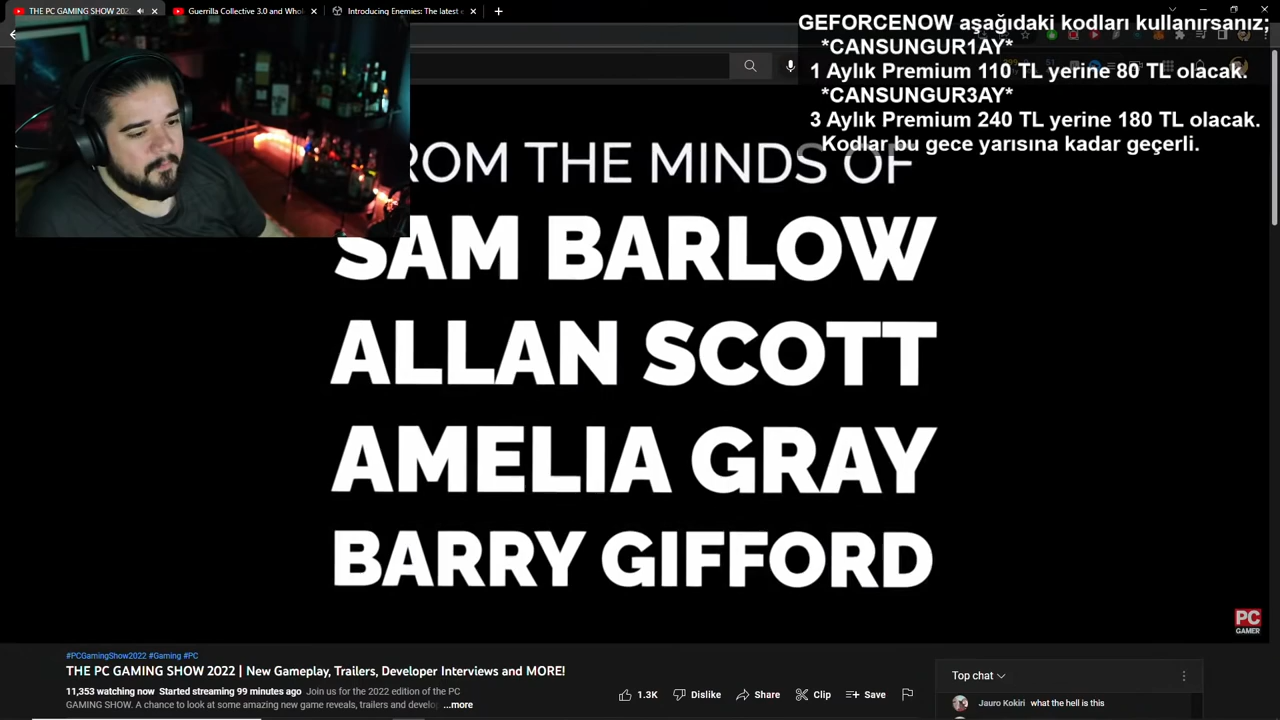 THE PC GAMING SHOW 202
Guerrilla Collective 3.0 and Whol
Introducing Enemies: The latest e
GEFORCENOW aşağıdaki kodları kullanırsanız;
*CANSUNGUR1AY*
1 Aylık Premium 110 TL yerine 80 TL olacak.
*CANSUNGUR3AY*
3 Aylık Premium 240 TL yerine 180 TL olacak.
Kodlar bu gece yarısına kadar geçerli.
ROM THE MINDS OF
SAM BARLOW
ALLAN SCOTT
AMELIA GRAY
BARRY GIFFORD
PC
GAMER
#PCGamingShow2022 #Gaming #PC
THE PC GAMING SHOW 2022 | New Gameplay, Trailers, Developer Interviews and MORE!
11,353 watching now Started streaming 99 minutes ago Join us for the 2022 edition of the PC
GAMING SHOW. A chance to look at some amazing new game reveals, trailers and develo ...more
1.3K Dislike Share Clip Save
Top chat
Jauro Kokiri what the hell is this